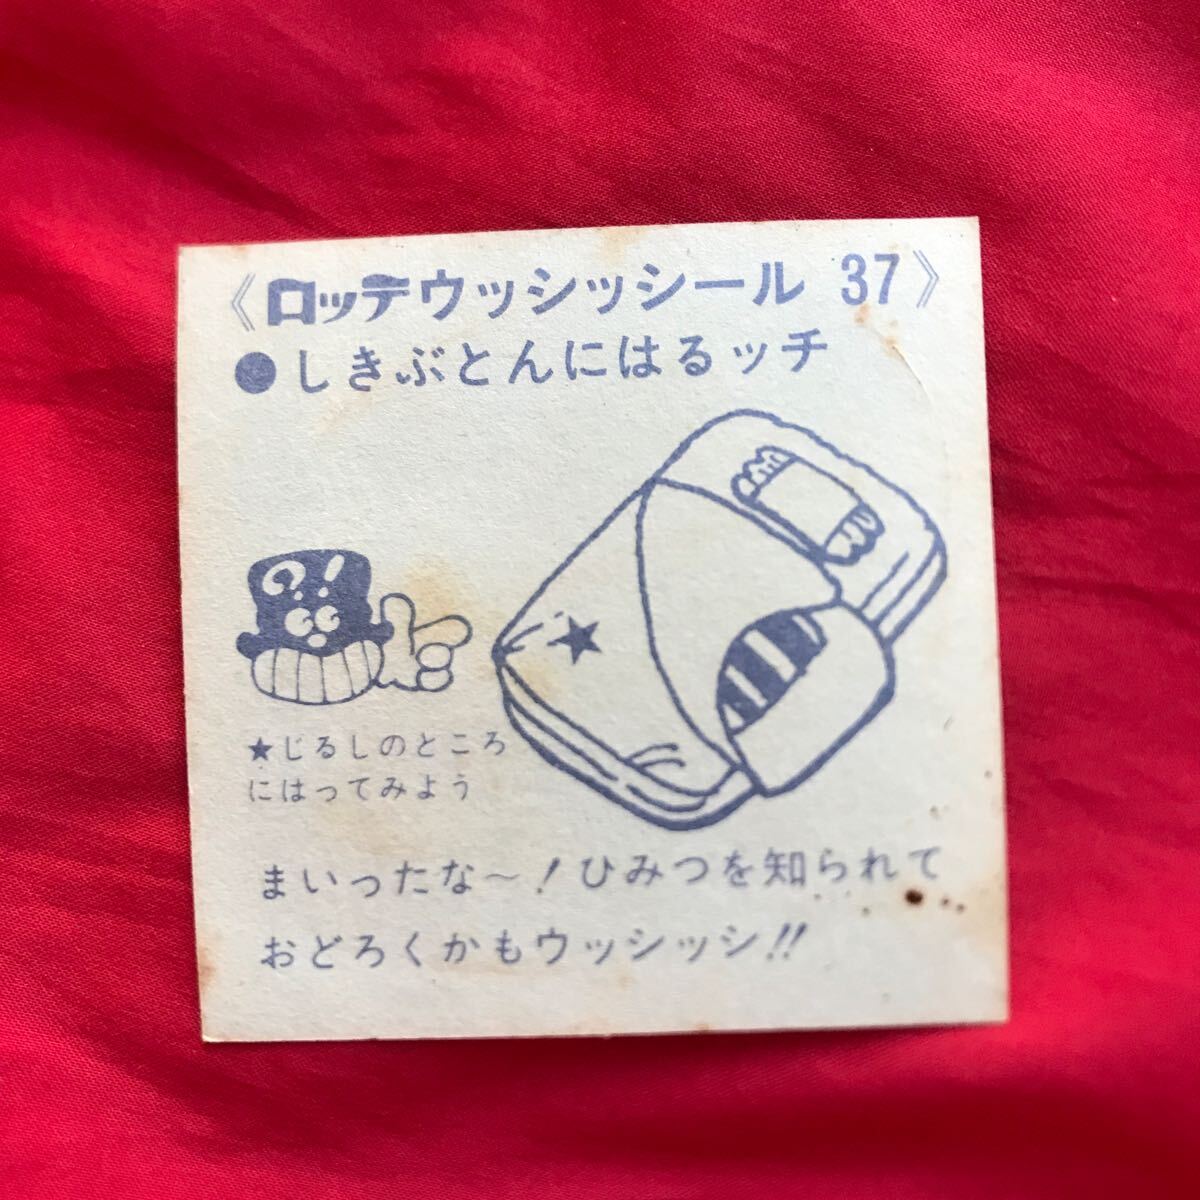 《ロッテウッシッシール 37》
●しきぶとんにはるッチ
?!
★じるしのところ
にはってみよう
まいったな～！ひみつを知られて
おどろくかもウッシッシ!!